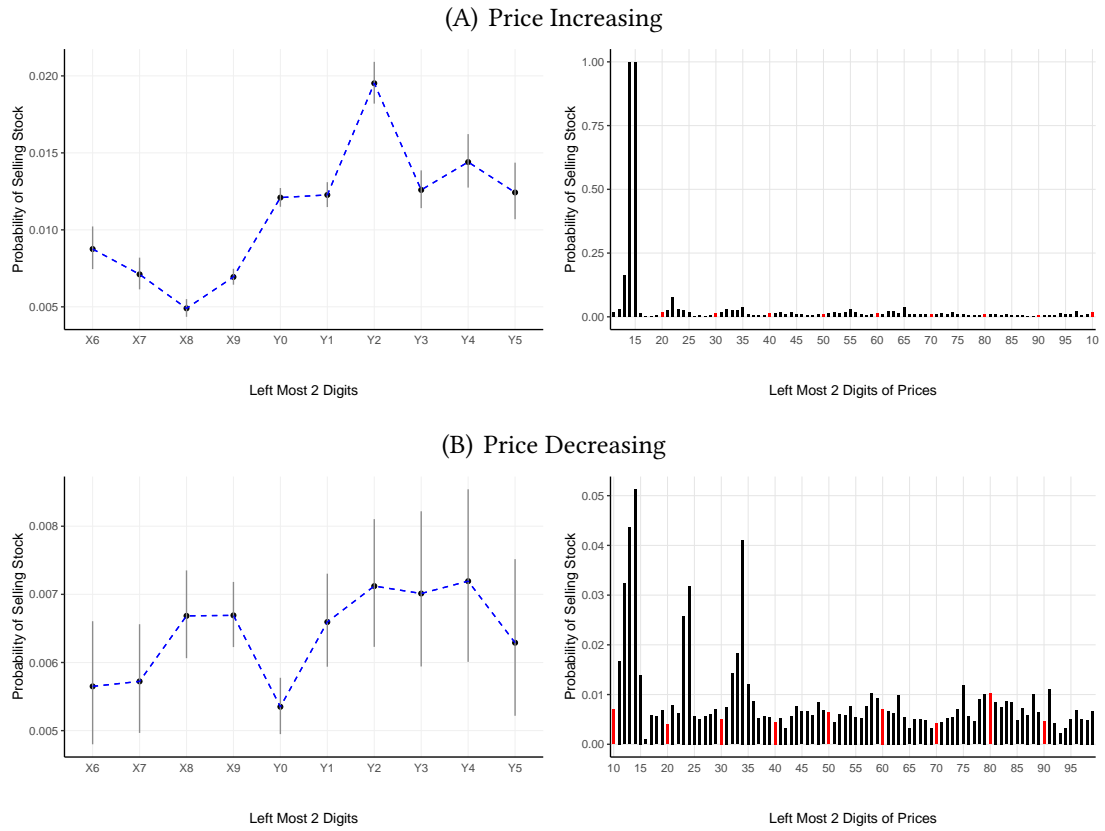 (A) Price Increasing
Probability of Selling Stock
0.020
0.015
0.010
0.005
X6 X7 X8 X9 Y0 Y1 Y2 Y3 Y4 Y5
Left Most 2 Digits
Probability of Selling Stock
1.00
0.75
0.50
0.25
0.00
15 20 25 30 35 40 45 50 55 60 65 70 75 80 85 90 95 10
Left Most 2 Digits of Prices
(B) Price Decreasing
Probability of Selling Stock
0.008
0.007
0.006
0.005
X6 X7 X8 X9 Y0 Y1 Y2 Y3 Y4 Y5
Left Most 2 Digits
Probability of Selling Stock
0.05
0.04
0.03
0.02
0.01
0.00
10 15 20 25 30 35 40 45 50 55 60 65 70 75 80 85 90 95
Left Most 2 Digits of Prices